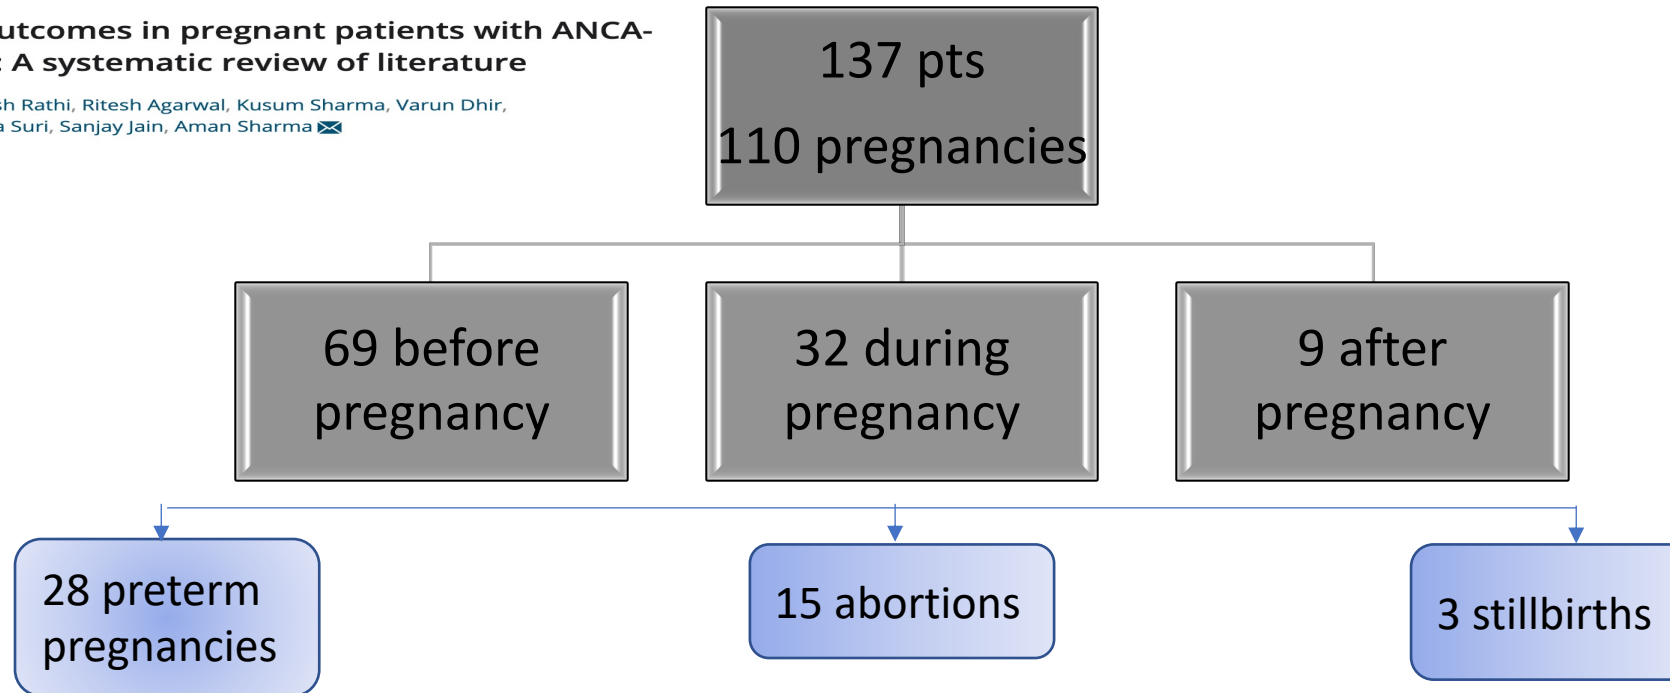 utcomes in pregnant patients with ANCA-
: A systematic review of literature
sh Rathi, Ritesh Agarwal, Kusum Sharma, Varun Dhir,
a Suri, Sanjay Jain, Aman Sharma
137 pts
110 pregnancies
69 before
pregnancy
32 during
pregnancy
9 after
pregnancy
28 preterm
pregnancies
15 abortions
3 stillbirths